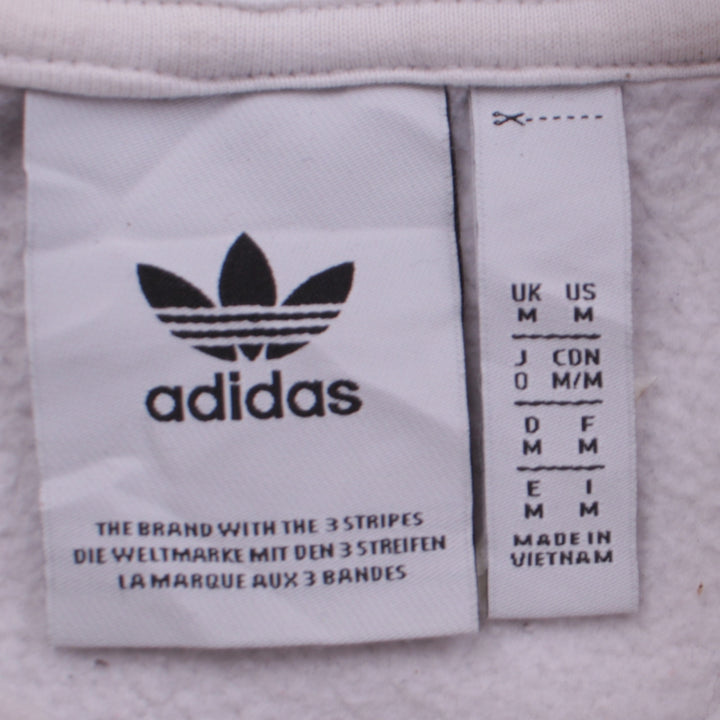 adidas
THE BRAND WITH THE 3 STRIPES
DIE WELTMARKE MIT DEN 3 STREIFEN
LA MARQUE AUX 3 BANDES
UK US
M M
J CDN
O M/M
D F
M M
E I
M M
MADE IN
VIETNAM